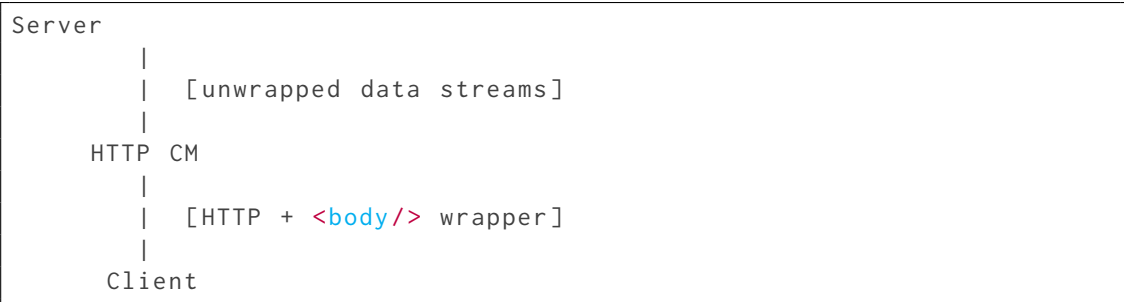 Server
|
| [unwrapped data streams]
|
HTTP CM
|
| [HTTP + <body/> wrapper]
|
Client